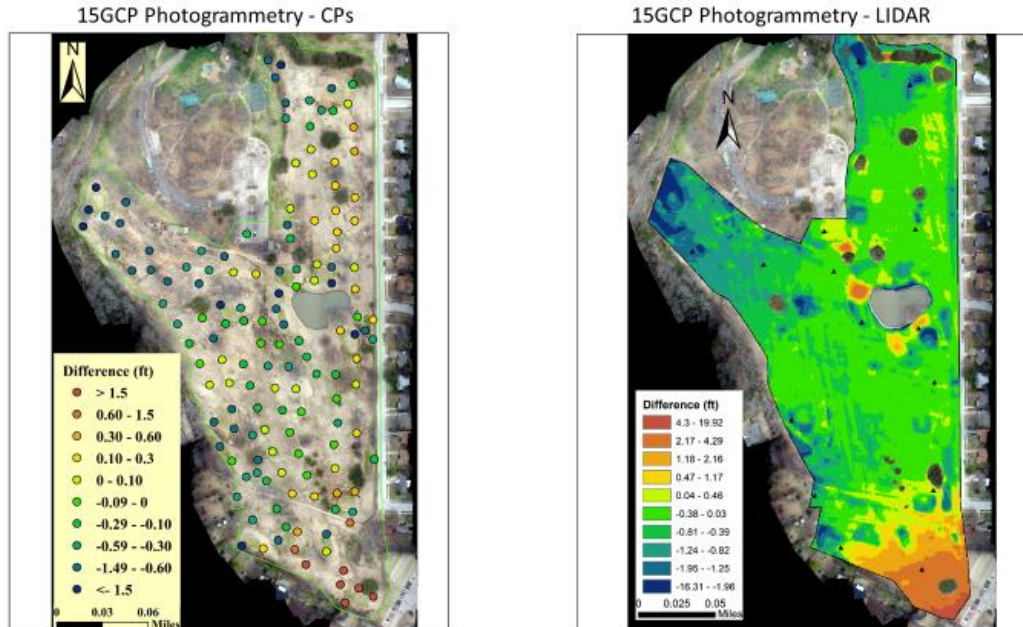 15GCP Photogrammetry - CPs
15GCP Photogrammetry - LIDAR
N
Difference (ft)
> 1.5
0.60 - 1.5
0.30 - 0.60
0.10 - 0.3
0 - 0.10
-0.09 - 0
-0.29 - -0.10
-0.59 - -0.30
-1.49 - -0.60
<- 1.5
0 0.03 0.06
Miles
N
Difference (ft)
4.3 - 19.92
2.17 - 4.29
1.18 - 2.16
0.47 - 1.17
0.04 - 0.46
-0.38 - 0.03
-0.81 - -0.39
-1.24 - -0.82
-1.95 - -1.25
-16.31 - -1.96
0 0.025 0.05
Miles